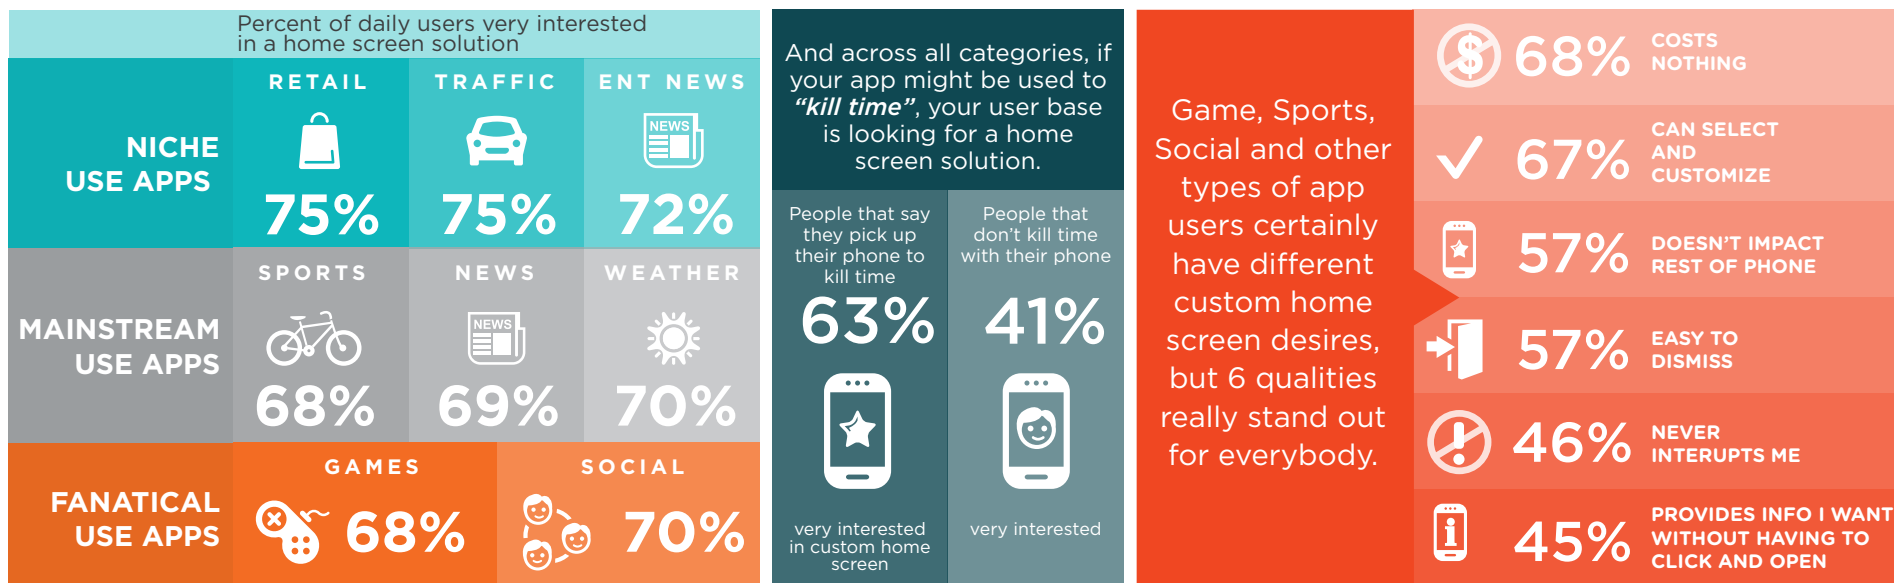 Percent of daily users very interested
in a home screen solution
NICHE
USE APPS
RETAIL
75%
TRAFFIC
75%
ENT NEWS
NEWS
72%
MAINSTREAM
USE APPS
SPORTS
68%
NEWS
NEWS
69%
WEATHER
70%
FANATICAL
USE APPS
GAMES
68%
SOCIAL
70%
And across all categories, if
your app might be used to
“kill time”, your user base
is looking for a home
screen solution.
People that say
they pick up
their phone to
kill time
63%
very interested
in custom home
screen
People that
don’t kill time
with their phone
41%
very interested
Game, Sports,
Social and other
types of app
users certainly
have different
custom home
screen desires,
but 6 qualities
really stand out
for everybody.
$
68%
COSTS
NOTHING
67%
CAN SELECT
AND
CUSTOMIZE
57%
DOESN’T IMPACT
REST OF PHONE
57%
EASY TO
DISMISS
46%
NEVER
INTERUPTS ME
45%
PROVIDES INFO I WANT
WITHOUT HAVING TO
CLICK AND OPEN